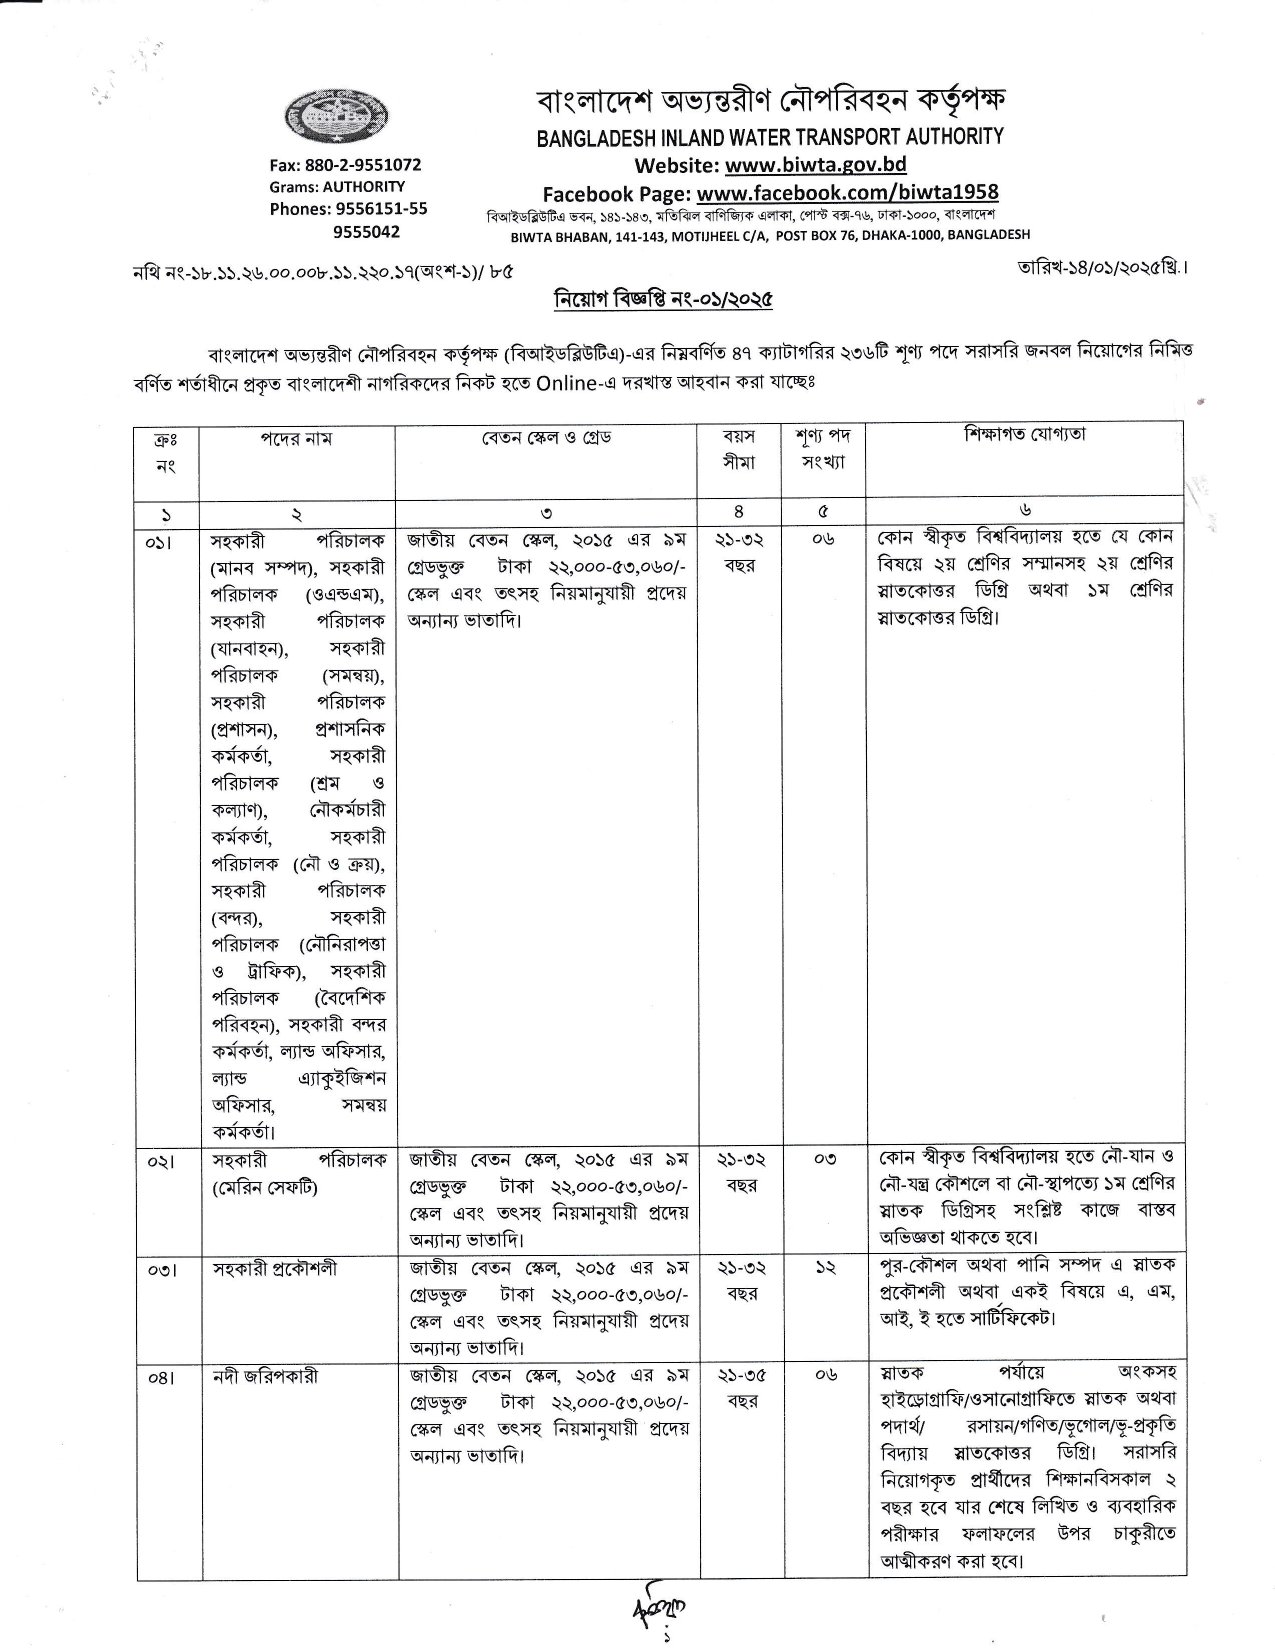 বাংলাদেশ অভ্যন্তরীণ নৌপরিবহন কর্তৃপক্ষ
BANGLADESH INLAND WATER TRANSPORT AUTHORITY
Website: www.biwta.gov.bd
Facebook Page: www.facebook.com/biwta1958
বিআইডব্লিউটিএ ভবন, ১৪১-১৪৩, মতিঝিল বাণিজ্যিক এলাকা, পোস্ট বক্স-৭৬, ঢাকা-১০০০, বাংলাদেশ
BIWTA BHABAN, 141-143, MOTIJHEEL C/A, POST BOX 76, DHAKA-1000, BANGLADESH
Fax: 880-2-9551072
Grams: AUTHORITY
Phones: 9556151-55
9555042
নথি নং-১৮.১১.২৬.০০.০০৮.১১.২২০.১৭(অংশ-১)/ ৮৫
তারিখ-১৪/০১/২০২৫খ্রি.।
নিয়োগ বিজ্ঞপ্তি নং-০১/২০২৫
বাংলাদেশ অভ্যন্তরীণ নৌপরিবহন কর্তৃপক্ষ (বিআইডব্লিউটিএ)-এর নিম্নবর্ণিত ৪৭ ক্যাটাগরির ২৩৬টি শূণ্য পদে সরাসরি জনবল নিয়োগের নিমিত্ত
বর্ণিত শর্তাধীনে প্রকৃত বাংলাদেশী নাগরিকদের নিকট হতে Online-এ দরখাস্ত আহবান করা যাচ্ছেঃ
ক্রঃ
নং
পদের নাম
বেতন স্কেল ও গ্রেড
বয়স
সীমা
শূণ্য পদ
সংখ্যা
শিক্ষাগত যোগ্যতা
১
২
৩
৪
৫
৬
০১।
সহকারী পরিচালক
(মানব সম্পদ), সহকারী
পরিচালক (ওএন্ডএম),
সহকারী পরিচালক
(যানবাহন), সহকারী
পরিচালক (সমন্বয়),
সহকারী পরিচালক
(প্রশাসন), প্রশাসনিক
কর্মকর্তা, সহকারী
পরিচালক (শ্রম ও
কল্যাণ), নৌকর্মচারী
কর্মকর্তা, সহকারী
পরিচালক (নৌ ও ক্রয়),
সহকারী পরিচালক
(বন্দর), সহকারী
পরিচালক (নৌনিরাপত্তা
ও ট্রাফিক), সহকারী
পরিচালক (বৈদেশিক
পরিবহন), সহকারী বন্দর
কর্মকর্তা, ল্যান্ড অফিসার,
ল্যান্ড এ্যাকুইজিশন
অফিসার, সমন্বয়
কর্মকর্তা।
জাতীয় বেতন স্কেল, ২০১৫ এর ৯ম
গ্রেডভুক্ত টাকা ২২,০০০-৫৩,০৬০/-
স্কেল এবং তৎসহ নিয়মানুযায়ী প্রদেয়
অন্যান্য ভাতাদি।
২১-৩২
বছর
০৬
কোন স্বীকৃত বিশ্ববিদ্যালয় হতে যে কোন
বিষয়ে ২য় শ্রেণির সম্মানসহ ২য় শ্রেণির
স্নাতকোত্তর ডিগ্রি অথবা ১ম শ্রেণির
স্নাতকোত্তর ডিগ্রি।
০২।
সহকারী পরিচালক
(মেরিন সেফটি)
জাতীয় বেতন স্কেল, ২০১৫ এর ৯ম
গ্রেডভুক্ত টাকা ২২,০০০-৫৩,০৬০/-
স্কেল এবং তৎসহ নিয়মানুযায়ী প্রদেয়
অন্যান্য ভাতাদি।
২১-৩২
বছর
০৩
কোন স্বীকৃত বিশ্ববিদ্যালয় হতে নৌ-যান ও
নৌ-যন্ত্র কৌশলে বা নৌ-স্থাপত্যে ১ম শ্রেণির
স্নাতক ডিগ্রিসহ সংশ্লিষ্ট কাজে বাস্তব
অভিজ্ঞতা থাকতে হবে।
০৩।
সহকারী প্রকৌশলী
জাতীয় বেতন স্কেল, ২০১৫ এর ৯ম
গ্রেডভুক্ত টাকা ২২,০০০-৫৩,০৬০/-
স্কেল এবং তৎসহ নিয়মানুযায়ী প্রদেয়
অন্যান্য ভাতাদি।
২১-৩২
বছর
১২
পুর-কৌশল অথবা পানি সম্পদ এ স্নাতক
প্রকৌশলী অথবা একই বিষয়ে এ, এম,
আই, ই হতে সার্টিফিকেট।
০৪।
নদী জরিপকারী
জাতীয় বেতন স্কেল, ২০১৫ এর ৯ম
গ্রেডভুক্ত টাকা ২২,০০০-৫৩,০৬০/-
স্কেল এবং তৎসহ নিয়মানুযায়ী প্রদেয়
অন্যান্য ভাতাদি।
২১-৩৫
বছর
০৬
স্নাতক পর্যায়ে অংকসহ
হাইড্রোগ্রাফি/ওসানোগ্রাফিতে স্নাতক অথবা
পদার্থ/ রসায়ন/গণিত/ভূগোল/ভূ-প্রকৃতি
বিদ্যায় স্নাতকোত্তর ডিগ্রি। সরাসরি
নিয়োগকৃত প্রার্থীদের শিক্ষানবিসকাল ২
বছর হবে যার শেষে লিখিত ও ব্যবহারিক
পরীক্ষার ফলাফলের উপর চাকুরীতে
আত্মীকরণ করা হবে।
১